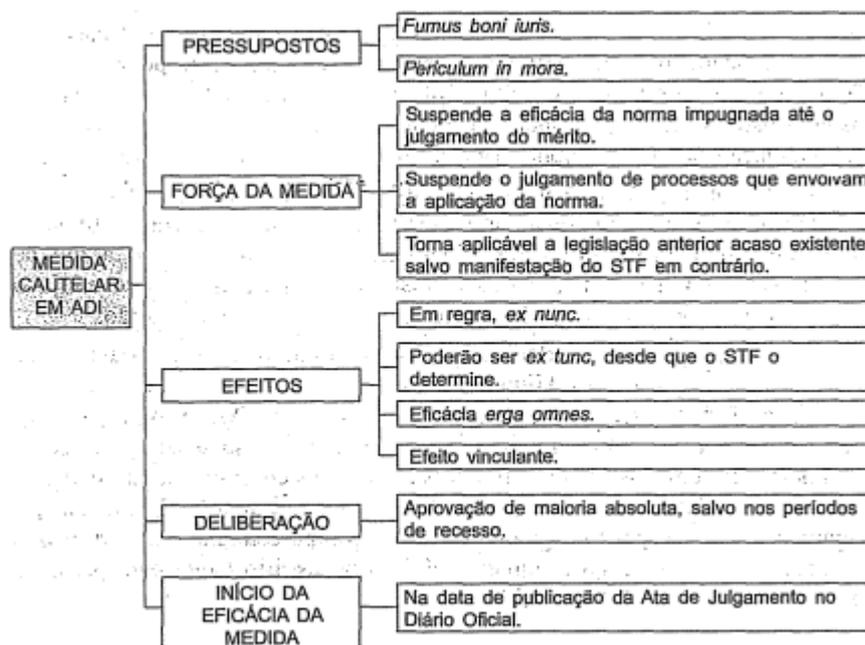 MEDIDA
CAUTELAR
EM ADI
PRESSUPOSTOS
Fumus boni iuris.
Periculum in mora.
FORÇA DA MEDIDA
Suspende a eficácia da norma impugnada até o
julgamento do mérito.
Suspende o julgamento de processos que envolvam
a aplicação da norma.
Torna aplicável a legislação anterior acaso existente
salvo manifestação do STF em contrário.
EFEITOS
Em regra, ex nunc.
Poderão ser ex tunc, desde que o STF o
determine.
Eficácia erga omnes.
Efeito vinculante.
DELIBERAÇÃO
Aprovação de maioria absoluta, salvo nos períodos
de recesso.
INÍCIO DA
EFICÁCIA DA
MEDIDA
Na data de publicação da Ata de Julgamento no
Diário Oficial.